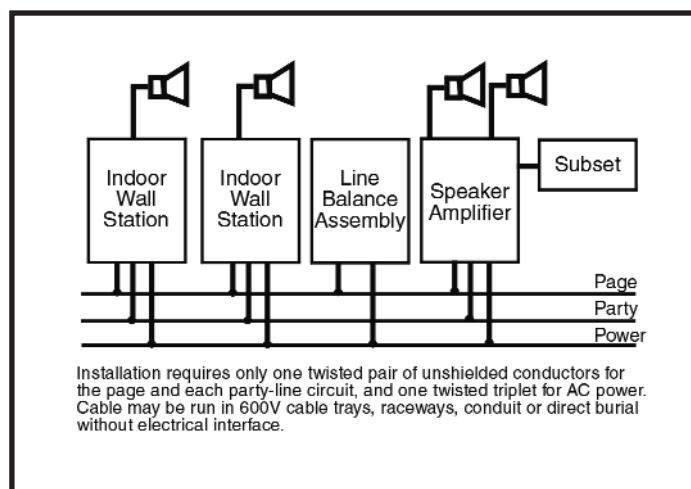 Indoor
Wall
Station
Indoor
Wall
Station
Line
Balance
Assembly
Speaker
Amplifier
Subset
Page
Party
Power
Installation requires only one twisted pair of unshielded conductors for
the page and each party-line circuit, and one twisted triplet for AC power.
Cable may be run in 600V cable trays, raceways, conduit or direct burial
without electrical interface.